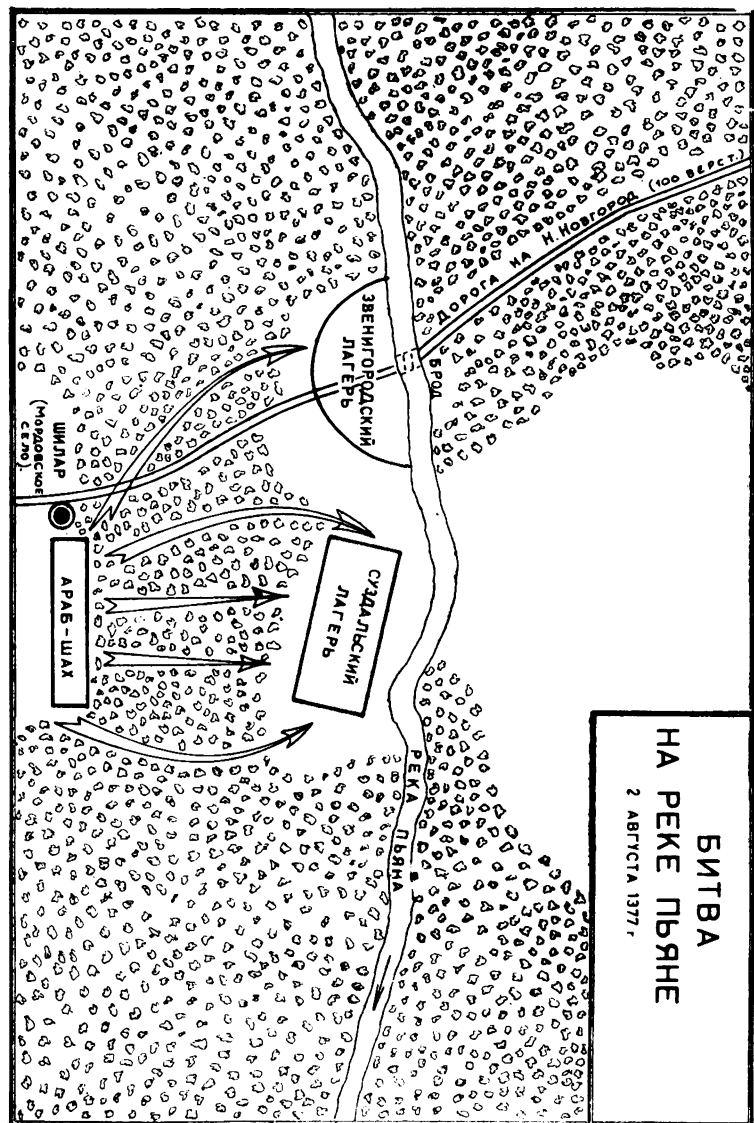 БИТВА
НА РЕКЕ ПЬЯНЕ
2 АВГУСТА 1377 г
ДОРОГА НА Н. НОВГОРОД (100 ВЕРСТ.)
БРОД
ЗВЕНИГОРОДСКИЙ
ЛАГЕРЬ
СУЗДАЛЬСКИЙ
ЛАГЕРЬ
РЕКА ПЬЯНА
ШИЛАР
(МОРДОВСКОЕ
СЕЛО).
АРАБ-ШАХ